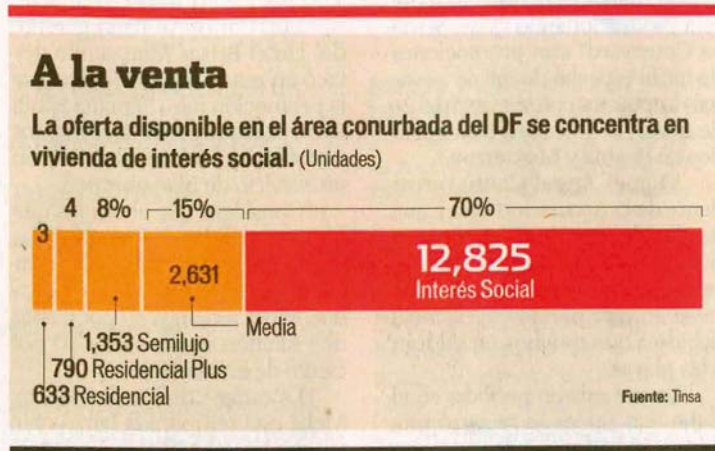 A la venta
La oferta disponible en el área conurbada del DF se concentra en
vivienda de interés social. (Unidades)
3 4 8% 15% 70%
2,631
12,825
Interés Social
Media
1,353 Semilujo
790 Residencial Plus
633 Residencial
Fuente: Tinsa